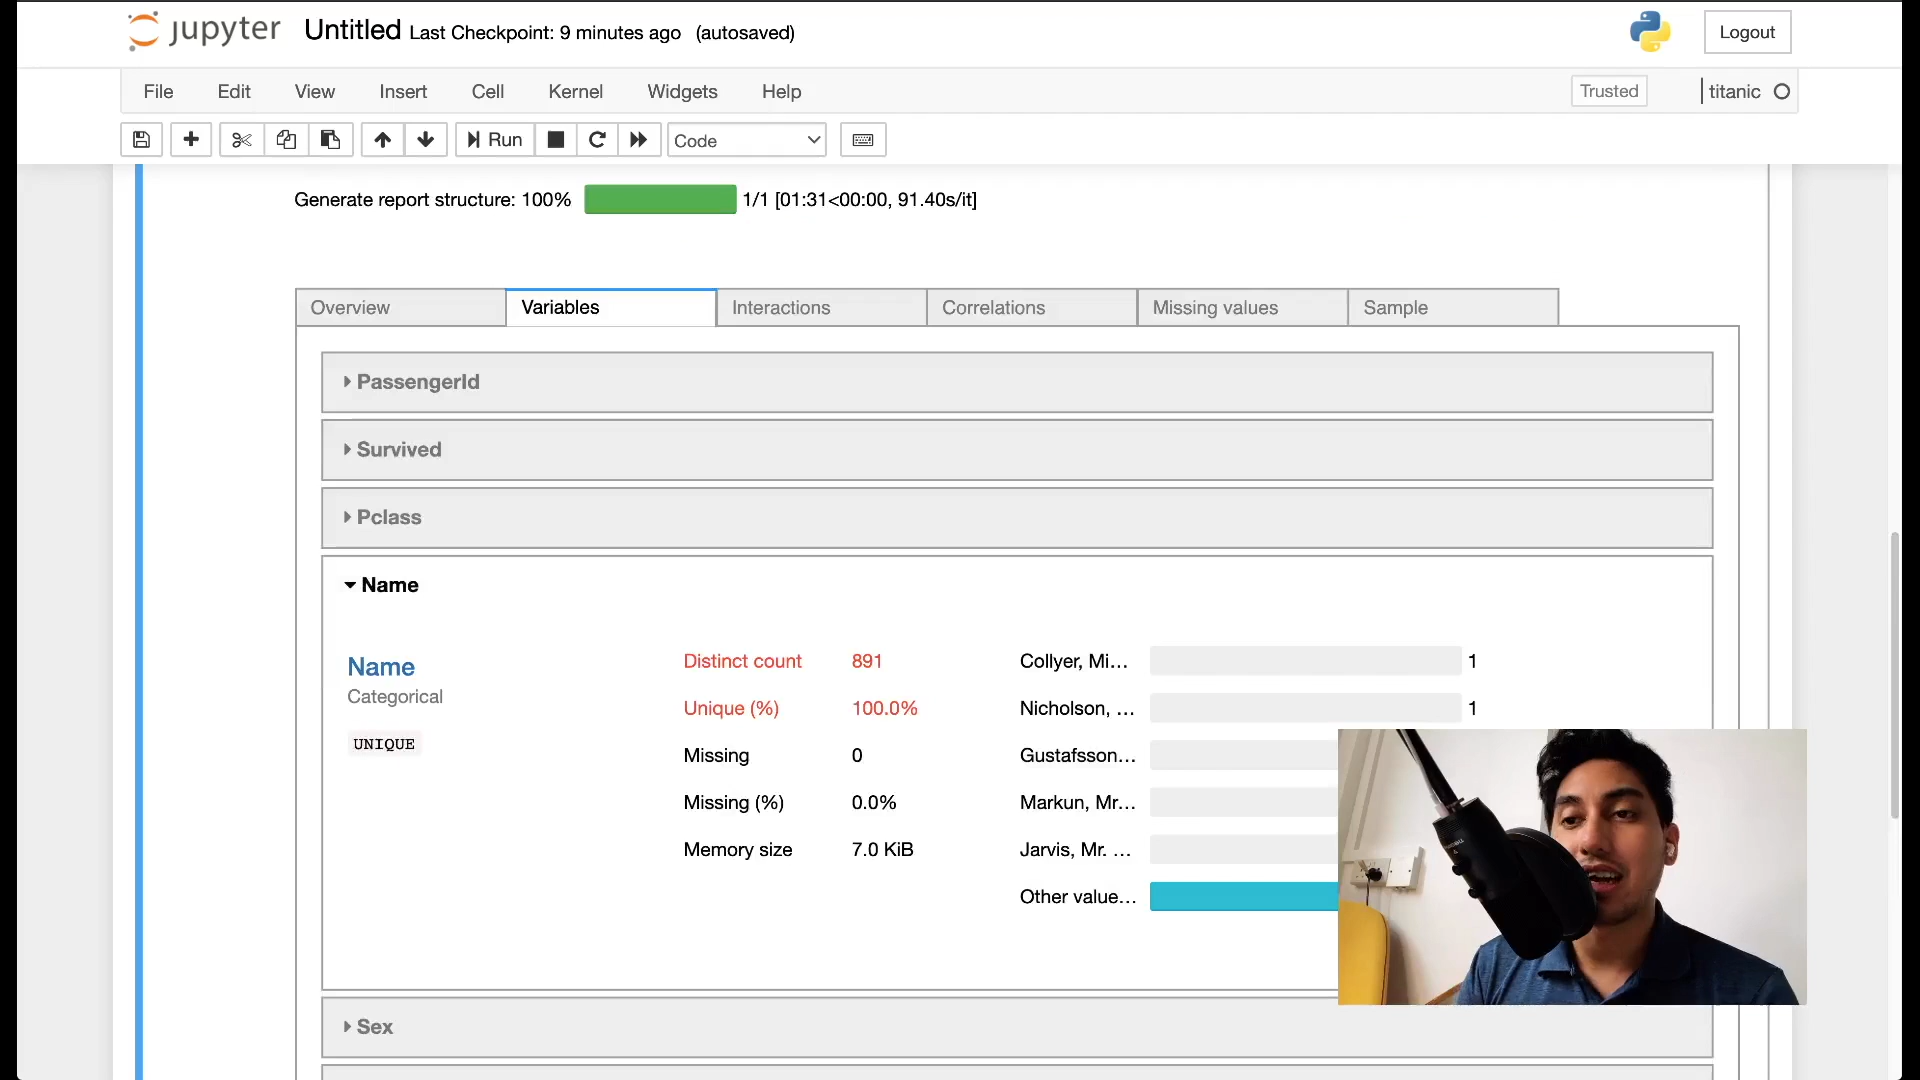 jupyter Untitled Last Checkpoint: 9 minutes ago (autosaved) Logout
File Edit View Insert Cell Kernel Widgets Help Trusted titanic
Run Code
Generate report structure: 100% 1/1 [01:31<00:00, 91.40s/it]
Overview Variables Interactions Correlations Missing values Sample
PassengerId
Survived
Pclass
Name
Name
Categorical
UNIQUE
Distinct count 891
Unique (%) 100.0%
Missing 0
Missing (%) 0.0%
Memory size 7.0 KiB
Collyer, Mi... 1
Nicholson, ... 1
Gustafsson...
Markun, Mr...
Jarvis, Mr. ...
Other value...
Sex